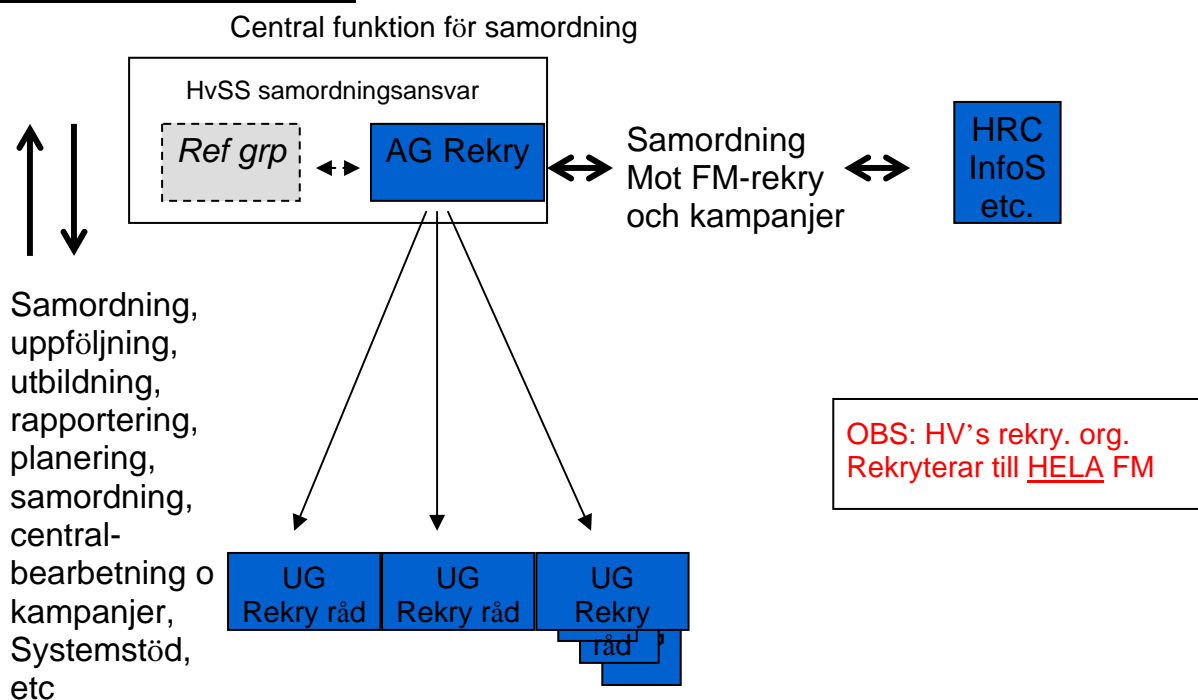 Central funktion för samordning
HvSS samordningsansvar
Ref grp
AG Rekry
Samordning
Mot FM-rekry
och kampanjer
HRC
InfoS
etc.
Samordning,
uppföljning,
utbildning,
rapportering,
planering,
samordning,
central-
bearbetning o
kampanjer,
Systemstöd,
etc
OBS: HV’s rekry. org.
Rekryterar till HELA FM
UG
Rekry råd
UG
Rekry råd
UG
Rekry
råd